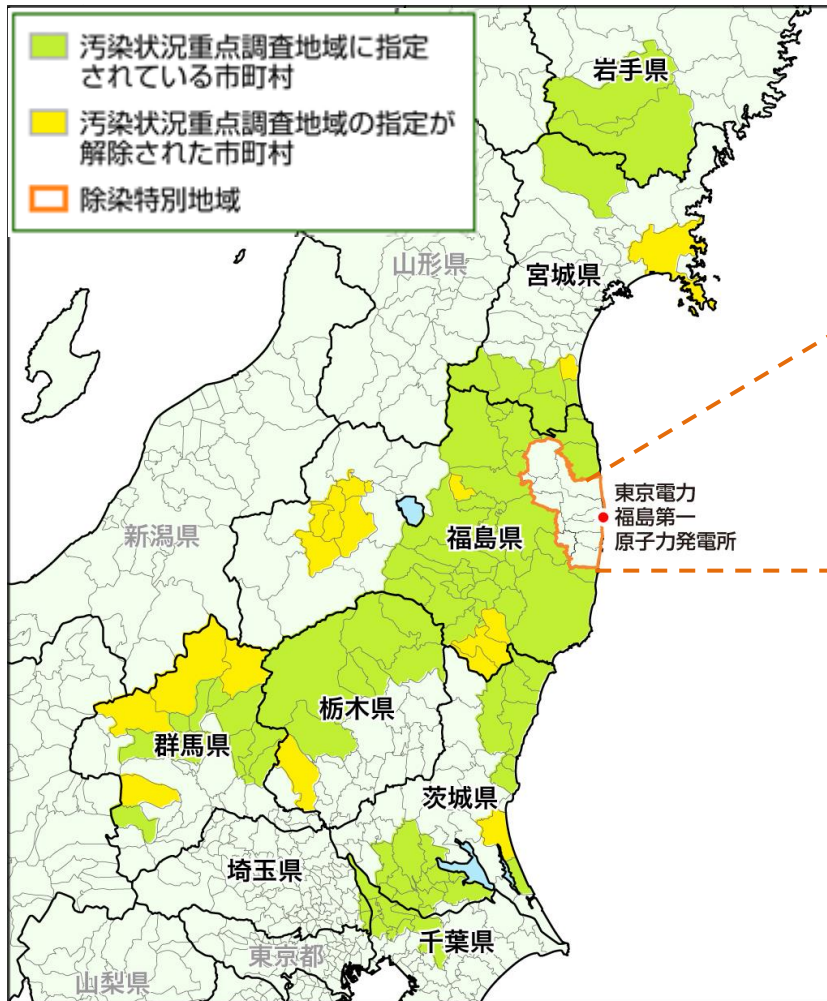 汚染状況重点調査地域に指定
されている市町村
汚染状況重点調査地域の指定が
解除された市町村
除染特別地域
岩手県
山形県
宮城県
東京電力
福島第一
原子力発電所
新潟県
福島県
栃木県
群馬県
茨城県
埼玉県
千葉県
東京都
山梨県